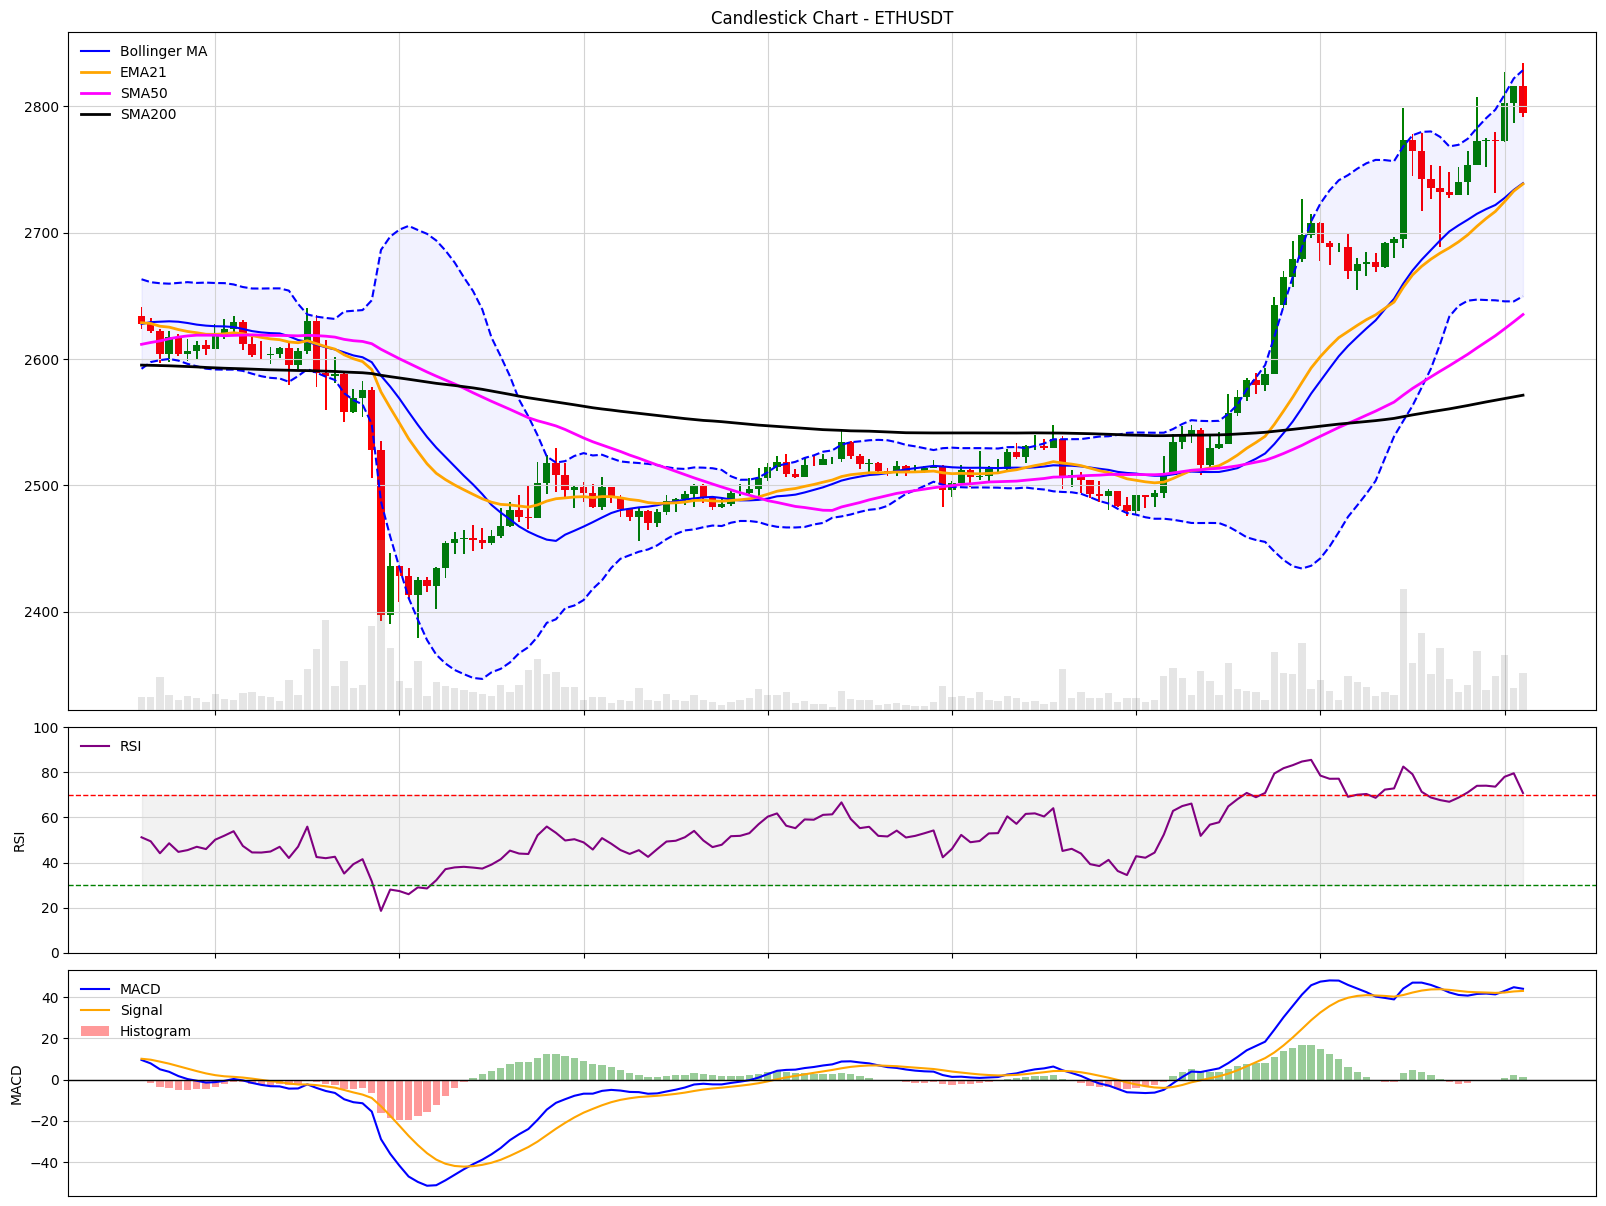 Candlestick Chart - ETHUSDT
Bollinger MA
EMA21
SMA50
SMA200
2800
2700
2600
2500
2400
100
RSI
80
60
RSI
40
20
0
MACD
40
Signal
20
Histogram
MACD
0
−20
−40